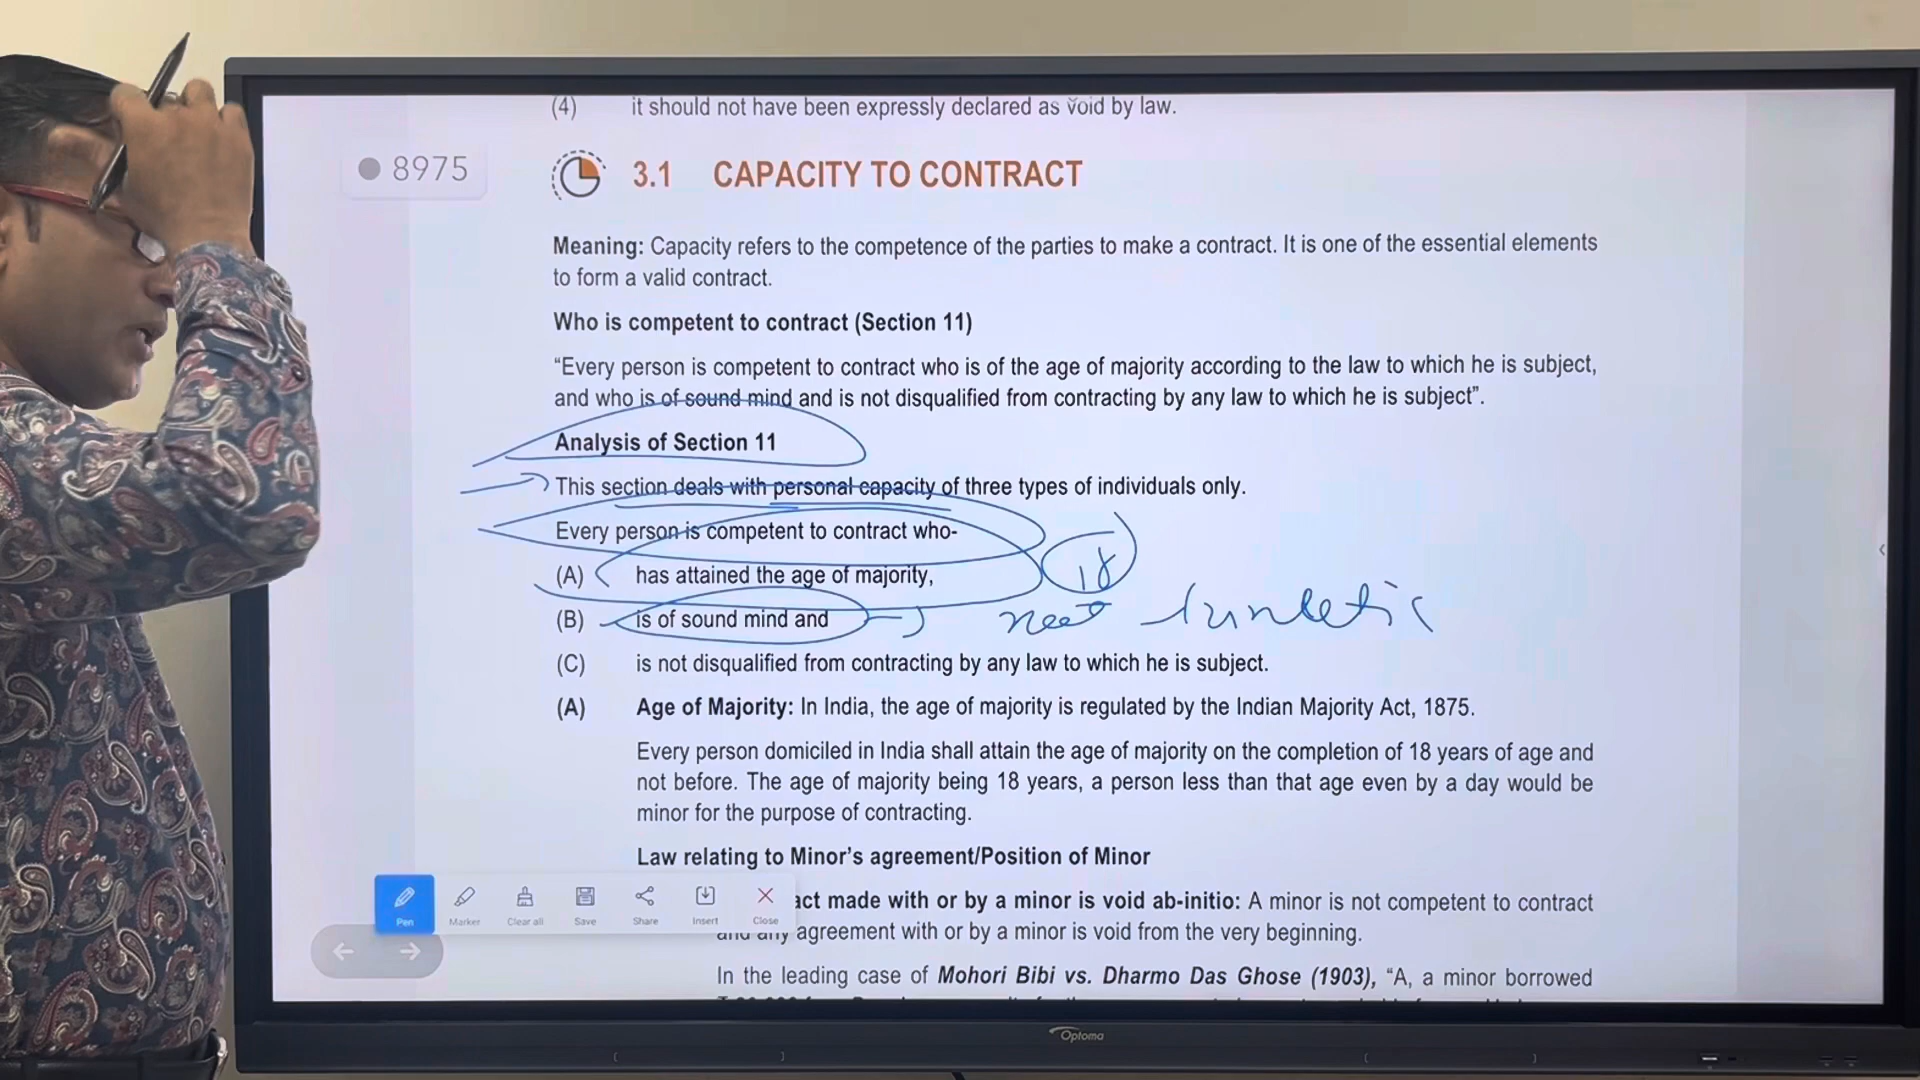 (4) it should not have been expressly declared as void by law.
8975
3.1 CAPACITY TO CONTRACT
Meaning: Capacity refers to the competence of the parties to make a contract. It is one of the essential elements
to form a valid contract.
Who is competent to contract (Section 11)
“Every person is competent to contract who is of the age of majority according to the law to which he is subject,
and who is of sound mind and is not disqualified from contracting by any law to which he is subject”.
Analysis of Section 11
This section deals with personal capacity of three types of individuals only.
Every person is competent to contract who-
18
(A) has attained the age of majority,
(B) is of sound mind and
(C) is not disqualified from contracting by any law to which he is subject.
(A) Age of Majority: In India, the age of majority is regulated by the Indian Majority Act, 1875.
Every person domiciled in India shall attain the age of majority on the completion of 18 years of age and
not before. The age of majority being 18 years, a person less than that age even by a day would be
minor for the purpose of contracting.
Law relating to Minor’s agreement/Position of Minor
act made with or by a minor is void ab-initio: A minor is not competent to contract
and any agreement with or by a minor is void from the very beginning.
In the leading case of Mohori Bibi vs. Dharmo Das Ghose (1903), “A, a minor borrowed
Pen Marker Clear all Save Share Insert Close
Optoma